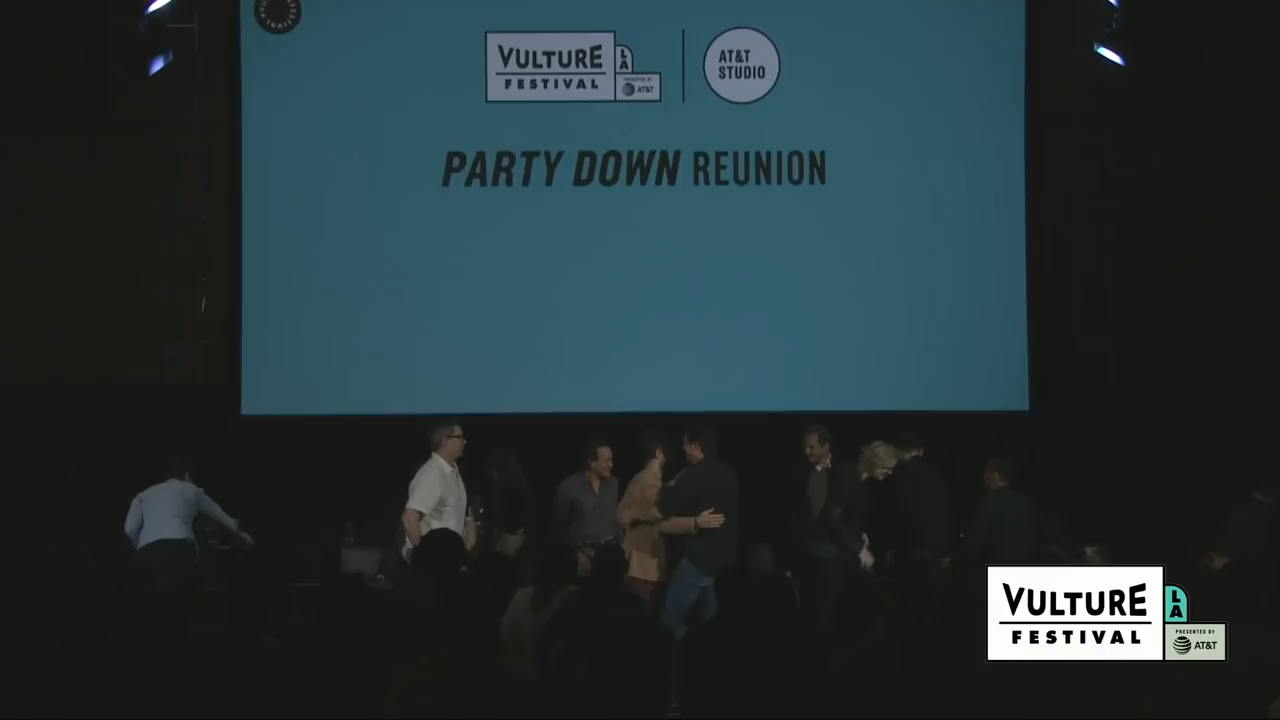 VULTURE
FESTIVAL
LA
PRESENTED BY
AT&T
AT&T
STUDIO
PARTY DOWN REUNION
VULTURE
FESTIVAL
LA
PRESENTED BY
AT&T